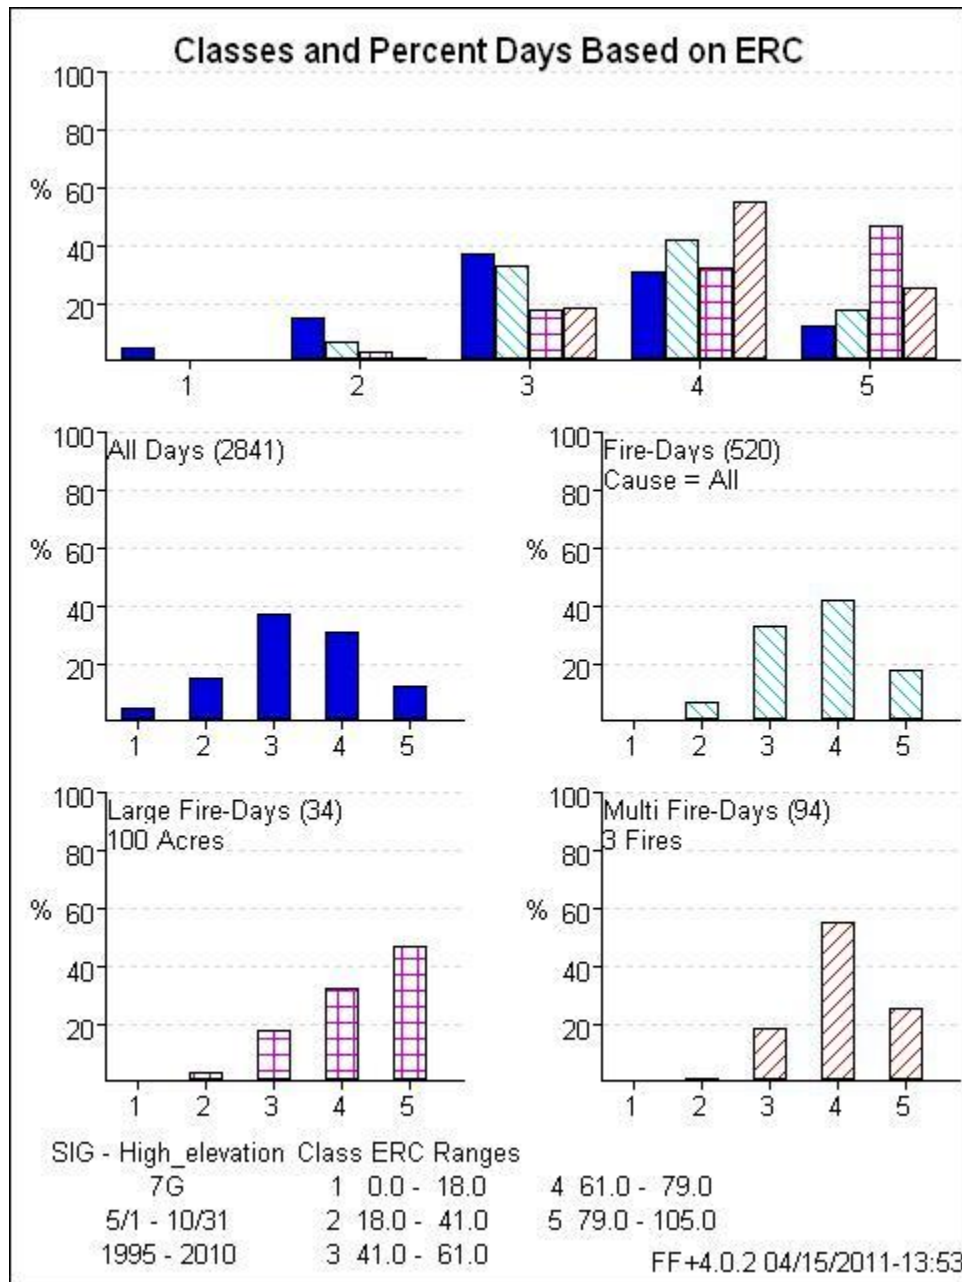 Classes and Percent Days Based on ERC
100
80
% 60
40
20
1 2 3 4 5
100
All Days (2841)
80
% 60
40
20
1 2 3 4 5
100
Fire-Days (520)
Cause = All
80
% 60
40
20
1 2 3 4 5
100
Large Fire-Days (34)
100 Acres
80
% 60
40
20
1 2 3 4 5
100
Multi Fire-Days (94)
3 Fires
80
% 60
40
20
1 2 3 4 5
SIG - High_elevation Class ERC Ranges
7G 1 0.0 - 18.0 4 61.0 - 79.0
5/1 - 10/31 2 18.0 - 41.0 5 79.0 - 105.0
1995 - 2010 3 41.0 - 61.0
FF+4.0.2 04/15/2011-13:53